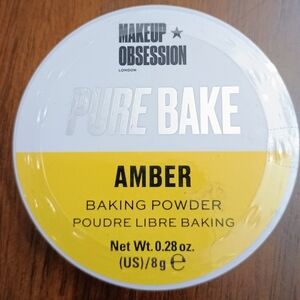 MAKEUP ★
OBSESSION
LONDON
PURE BAKE
AMBER
BAKING POWDER
POUDRE LIBRE BAKING
Net Wt. 0.28 oz.
(US)/8g ℮